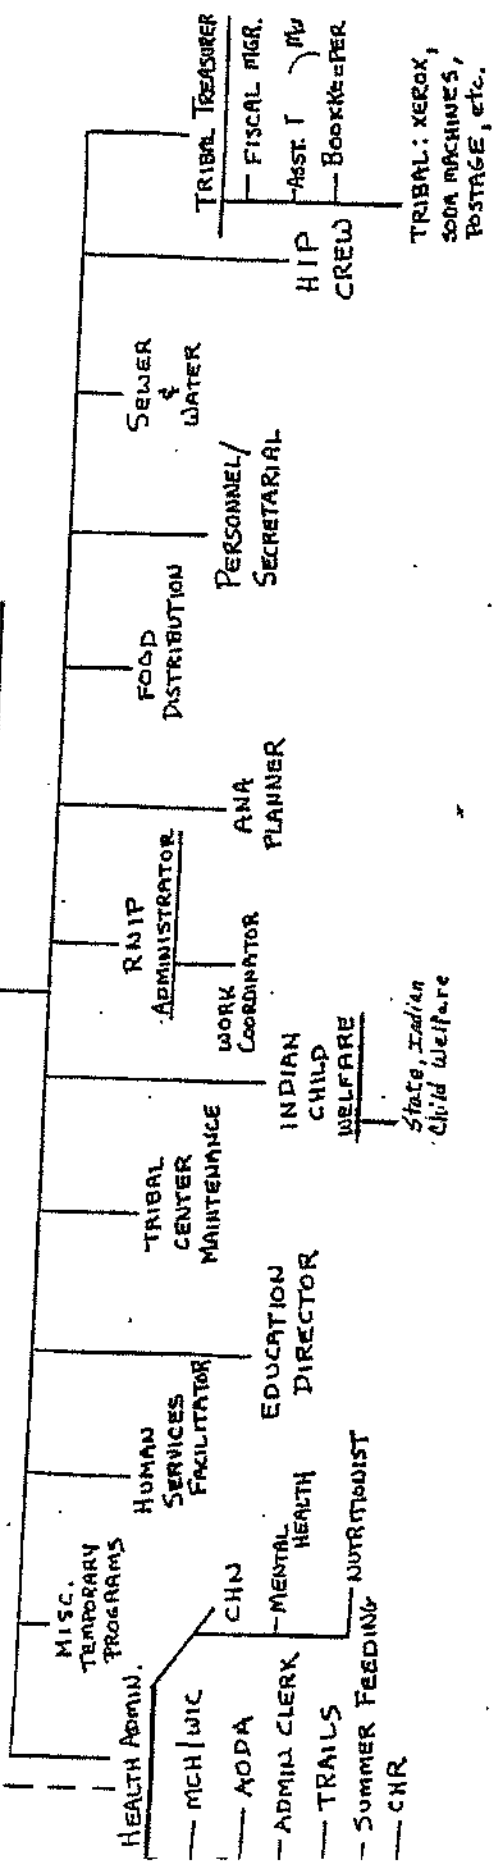 HEALTH ADMIN.
MCH/WIC
AODA
ADMIN CLERK
TRAILS
SUMMER FEEDING
CHR
CHN
MENTAL
HEALTH
NUTRITIONIST
MISC.
TEMPORARY
PROGRAMS
HUMAN
SERVICES
FACILITATOR
EDUCATION
DIRECTOR
TRIBAL
CENTER
MAINTENANCE
INDIAN
CHILD
WELFARE
State, Indian
Child Welfare
RNIP
ADMINISTRATOR
WORK
COORDINATOR
ANA
PLANNER
FOOD
DISTRIBUTION
PERSONNEL/
SECRETARIAL
SEWER
&
WATER
HIP
CREW
TRIBAL TREASURER
FISCAL MGR.
ASST. I
BOOKKEEPER
TRIBAL: XEROX,
SODA MACHINES,
POSTAGE, etc.